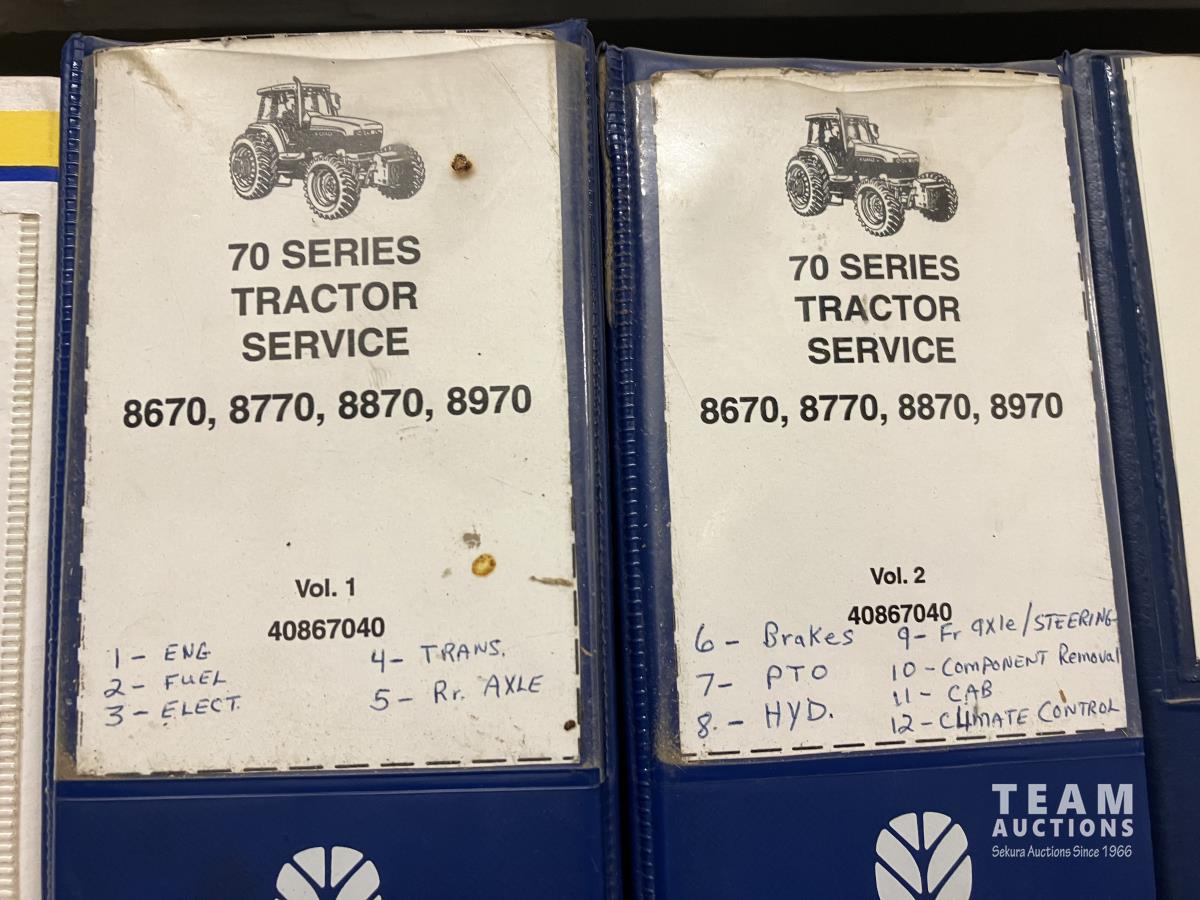 70 SERIES
TRACTOR
SERVICE
8670, 8770, 8870, 8970
Vol. 1
40867040
1 - ENG
2 - FUEL
3 - ELECT.
4 - TRANS.
5 - Rr. AXLE
70 SERIES
TRACTOR
SERVICE
8670, 8770, 8870, 8970
Vol. 2
40867040
6 - Brakes
7 - PTO
8. - HYD.
9 - Fr axle/STEERING
10 - COMPONENT Removal
11 - CAB
12 - CLIMATE CONTROL
TEAM
AUCTIONS
Sekura Auctions Since 1966